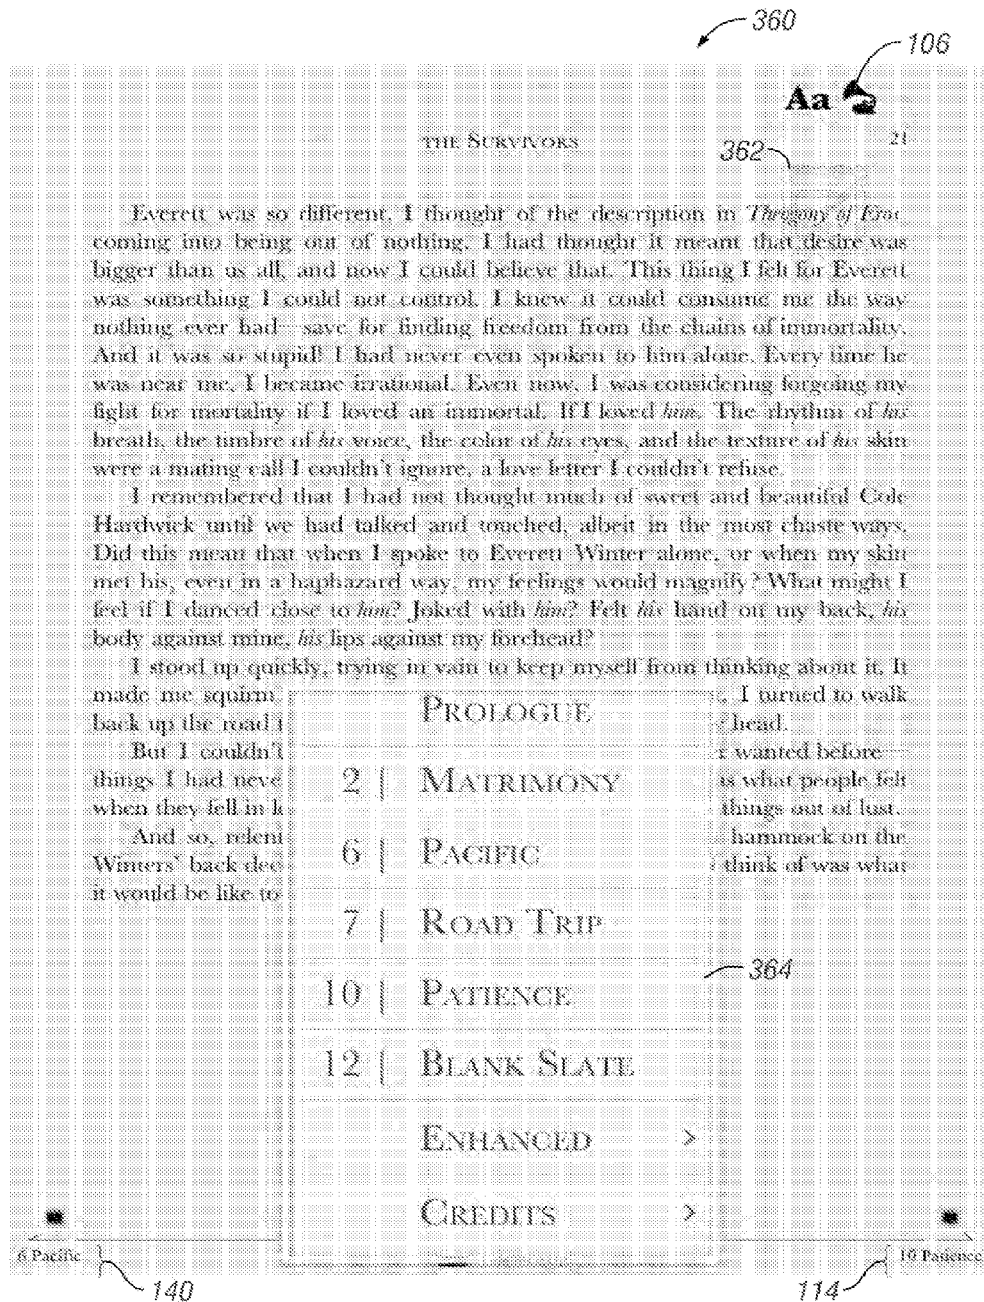 360
106
Aa
THE SURVIVORS
21
362
Everett was so different. I thought of the description in Theogony of Eros
coming into being out of nothing. I had thought it meant that desire was
bigger than us all, and now I could believe that. This thing I felt for Everett
was something I could not control. I knew it could consume me the way
nothing ever had—save for finding freedom from the chains of immortality.
And it was so stupid! I had never even spoken to him alone. Every time he
was near me, I became irrational. Even now, I was considering forgoing my
fight for mortality if I loved an immortal. If I loved him. The rhythm of his
breath, the timbre of his voice, the color of his eyes, and the texture of his skin
were a mating call I couldn't ignore, a love letter I couldn't refuse.
I remembered that I had not thought much of sweet and beautiful Cole
Hardwick until we had talked and touched, albeit in the most chaste ways.
Did this mean that when I spoke to Everett Winter alone, or when my skin
met his, even in a haphazard way, my feelings would magnify? What might I
feel if I danced close to him? Joked with him? Felt his hand on my back, his
body against mine, his lips against my forehead?
I stood up quickly, trying in vain to keep myself from thinking about it. It
made me squirm . I turned to walk
back up the road t head.
But I couldn't r wanted before—
things I had neve is what people felt
when they fell in lo things out of lust.
And so, relenti hammock on the
Winters' back dec think of was what
it would be like to
PROLOGUE
2 | MATRIMONY
6 | PACIFIC
7 | ROAD TRIP
10 | PATIENCE
364
12 | BLANK SLATE
ENHANCED >
CREDITS >
6 Pacific
10 Patience
140
114